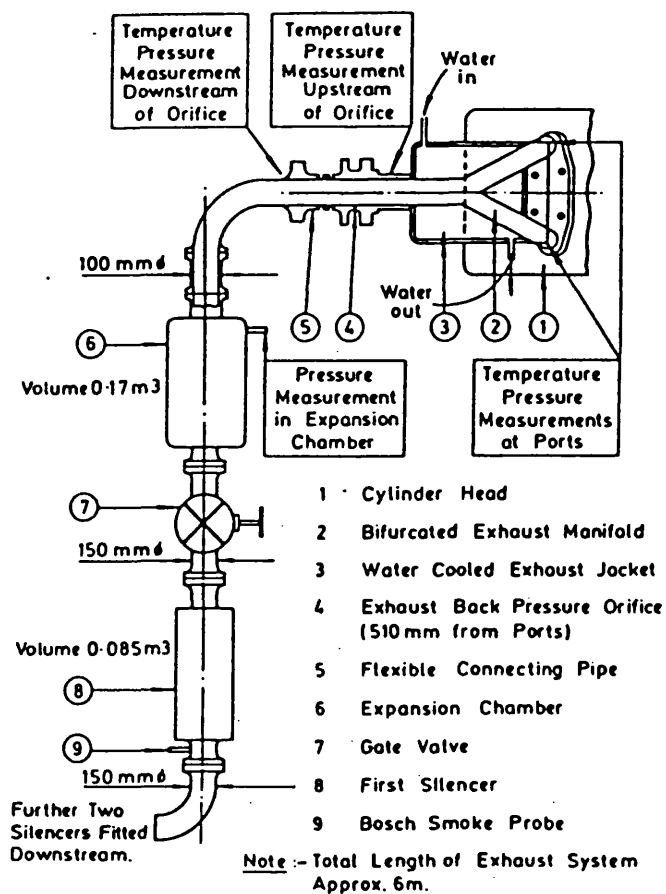 Temperature
Pressure
Measurement
Downstream
of Orifice
Temperature
Pressure
Measurement
Upstream
of Orifice
Water
in
100 mm ø
Water
out
5
4
3
2
1
6
Volume 0·17 m3
Pressure
Measurement
in Expansion
Chamber
Temperature
Pressure
Measurements
at Ports
7
150 mm ø
Volume 0·085 m3
8
9
150 mm ø
Further Two
Silencers Fitted
Downstream.
1 Cylinder Head
2 Bifurcated Exhaust Manifold
3 Water Cooled Exhaust Jacket
4 Exhaust Back Pressure Orifice
(510 mm from Ports)
5 Flexible Connecting Pipe
6 Expansion Chamber
7 Gate Valve
8 First Silencer
9 Bosch Smoke Probe
Note :- Total Length of Exhaust System
Approx. 6m.